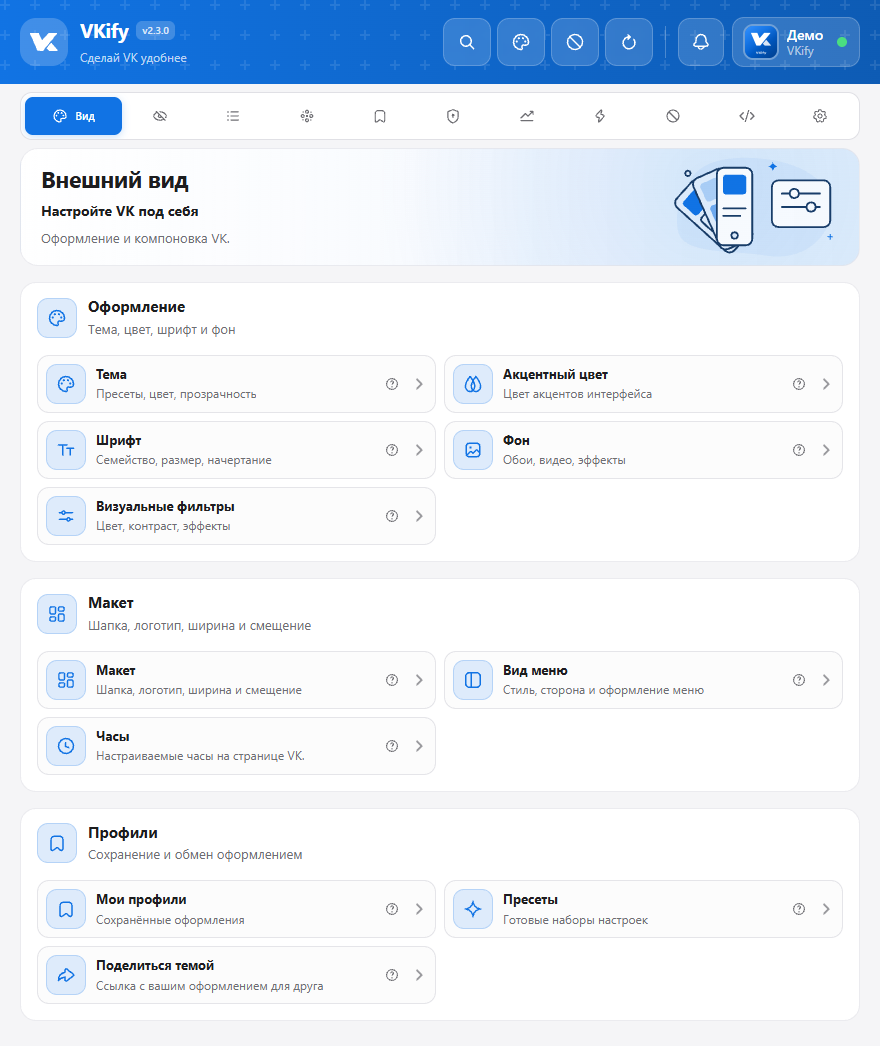 VKify v2.3.0
Сделай VK удобнее
Демо
VKify
Вид
Внешний вид
Настройте VK под себя
Оформление и компоновка VK.
Оформление
Тема, цвет, шрифт и фон
Тема
Пресеты, цвет, прозрачность
Акцентный цвет
Цвет акцентов интерфейса
Шрифт
Семейство, размер, начертание
Фон
Обои, видео, эффекты
Визуальные фильтры
Цвет, контраст, эффекты
Макет
Шапка, логотип, ширина и смещение
Макет
Шапка, логотип, ширина и смещение
Вид меню
Стиль, сторона и оформление меню
Часы
Настраиваемые часы на странице VK.
Профили
Сохранение и обмен оформлением
Мои профили
Сохранённые оформления
Пресеты
Готовые наборы настроек
Поделиться темой
Ссылка с вашим оформлением для друга